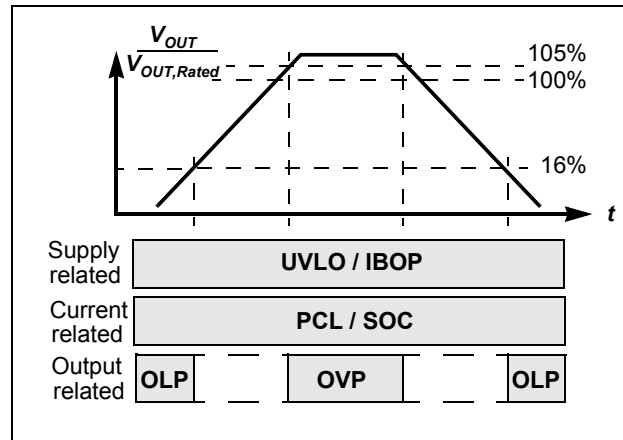 V_OUT
V_OUT,Rated
105%
100%
16%
t
Supply
related
UVLO / IBOP
Current
related
PCL / SOC
Output
related
OLP
OVP
OLP